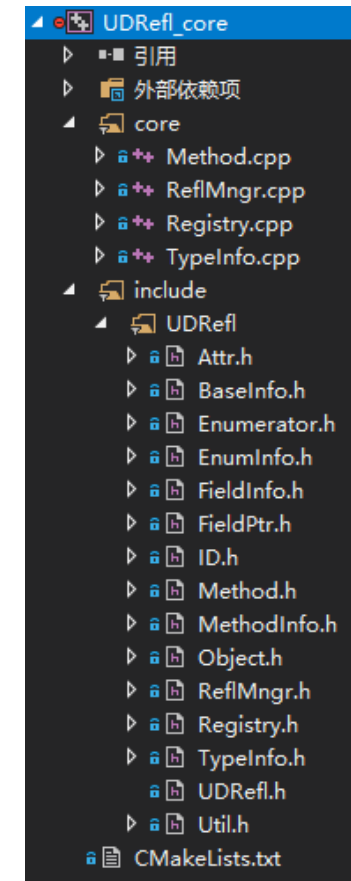 UDRefl_core
引用
外部依赖项
core
Method.cpp
ReflMngr.cpp
Registry.cpp
TypeInfo.cpp
include
UDRefl
Attr.h
BaseInfo.h
Enumerator.h
EnumInfo.h
FieldInfo.h
FieldPtr.h
ID.h
Method.h
MethodInfo.h
Object.h
ReflMngr.h
Registry.h
TypeInfo.h
UDRefl.h
Util.h
CMakeLists.txt